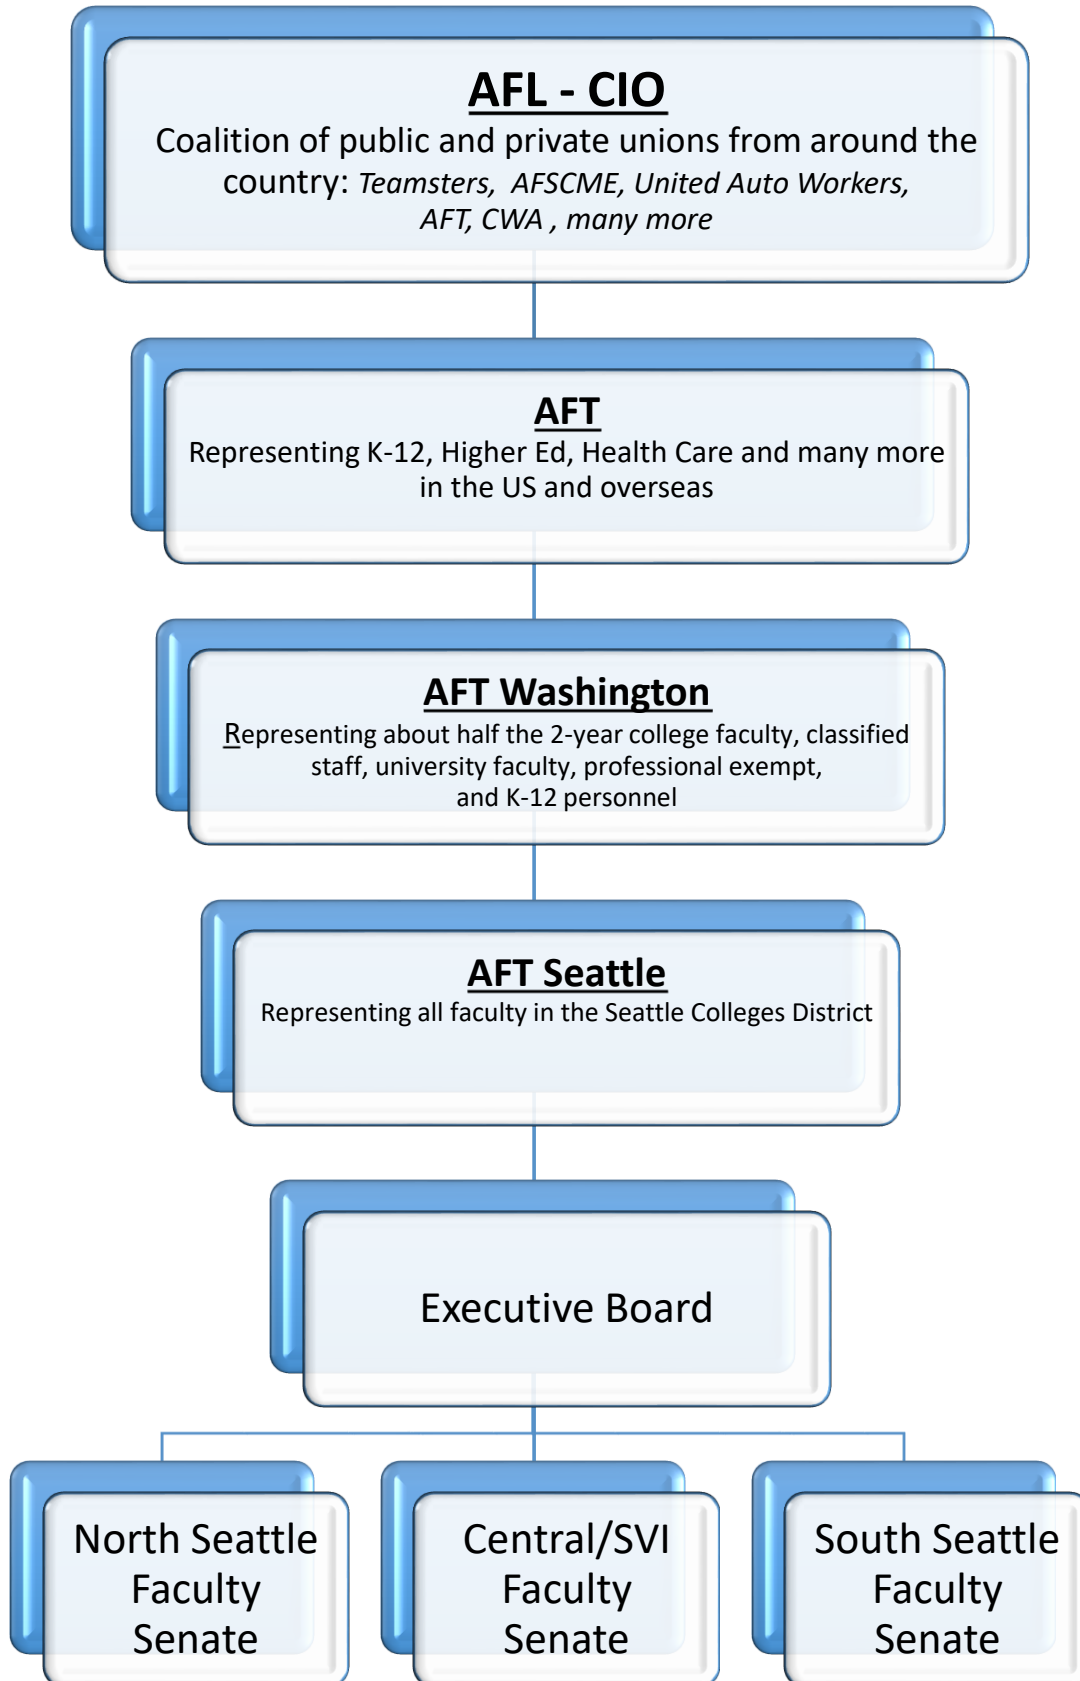 AFL - CIO
Coalition of public and private unions from around the
country: Teamsters, AFSCME, United Auto Workers,
AFT, CWA , many more
AFT
Representing K-12, Higher Ed, Health Care and many more
in the US and overseas
AFT Washington
Representing about half the 2-year college faculty, classified
staff, university faculty, professional exempt,
and K-12 personnel
AFT Seattle
Representing all faculty in the Seattle Colleges District
Executive Board
North Seattle
Faculty
Senate
Central/SVI
Faculty
Senate
South Seattle
Faculty
Senate